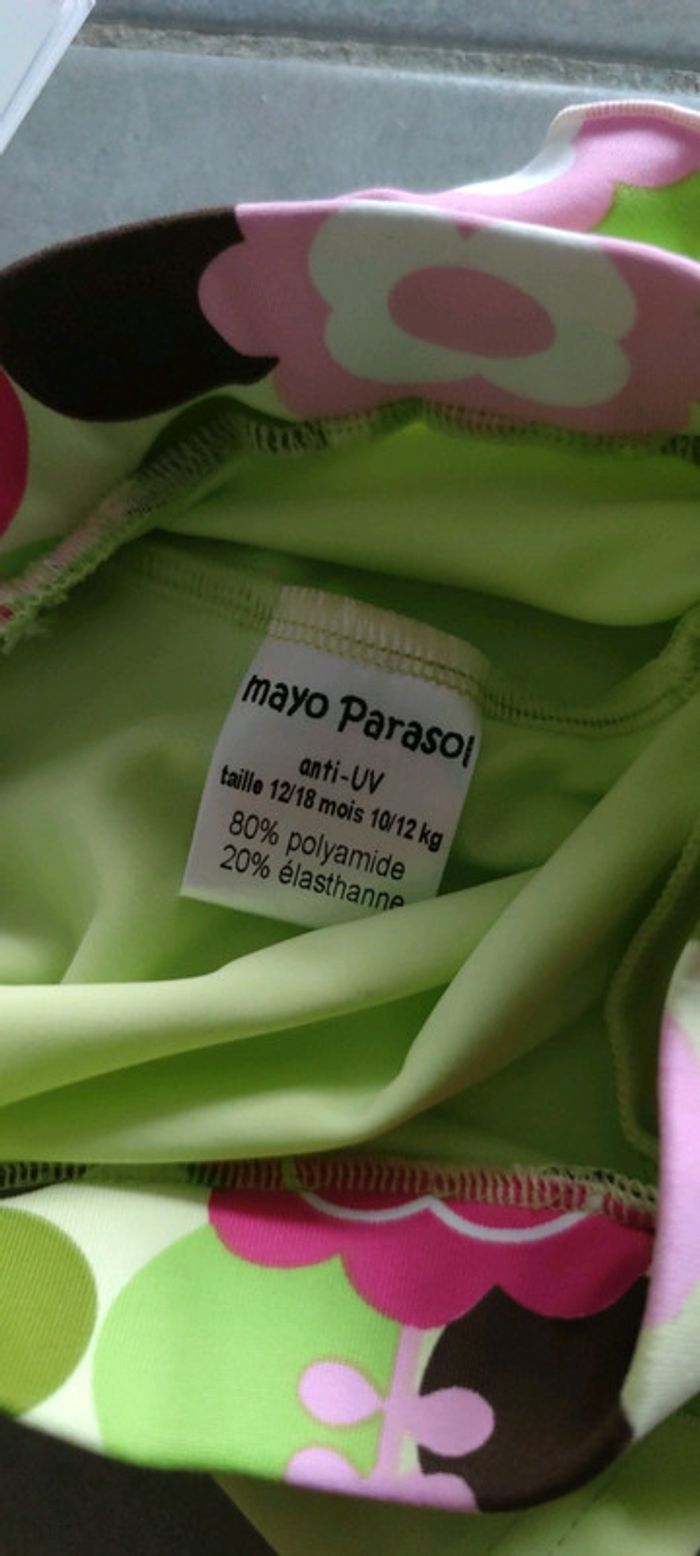 mayo Parasol
anti-UV
taille 12/18 mois 10/12 kg
80% polyamide
20% élasthanne